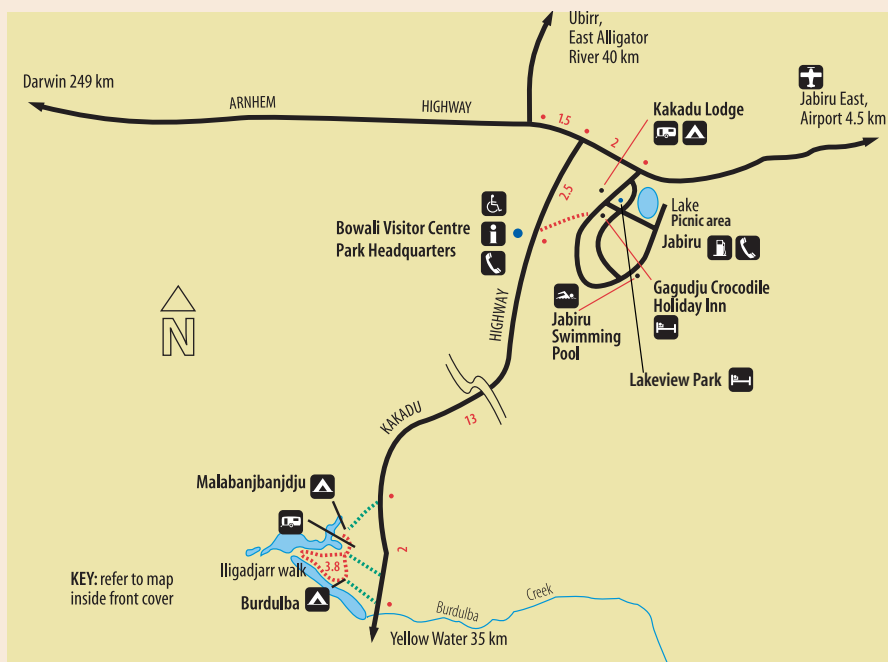 Ubirr,
East Alligator
River 40 km
Darwin 249 km
ARNHEM
HIGHWAY
Jabiru East,
Airport 4.5 km
Kakadu Lodge
1.5
2
2.5
Lake
Picnic area
Jabiru
Bowali Visitor Centre
Park Headquarters
i
Gagudju Crocodile
Holiday Inn
Jabiru
Swimming
Pool
Lakeview Park
N
HIGHWAY
KAKADU
13
Malabanjbanjdju
2
3.8
Iligadjarr walk
KEY: refer to map
inside front cover
Burdulba
Burdulba
Creek
Yellow Water 35 km